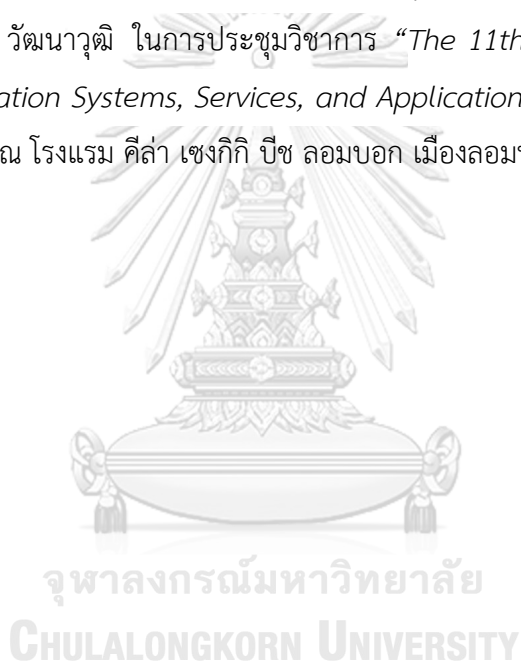 วัฒนาวุฒิ ในการประชุมวิชาการ “The 11th
ation Systems, Services, and Application
ณ โรงแรม คีล่า เซงกิกิ บีช ลอมบอก เมืองลอม
จุฬาลงกรณ์มหาวิทยาลัย
CHULALONGKORN UNIVERSITY